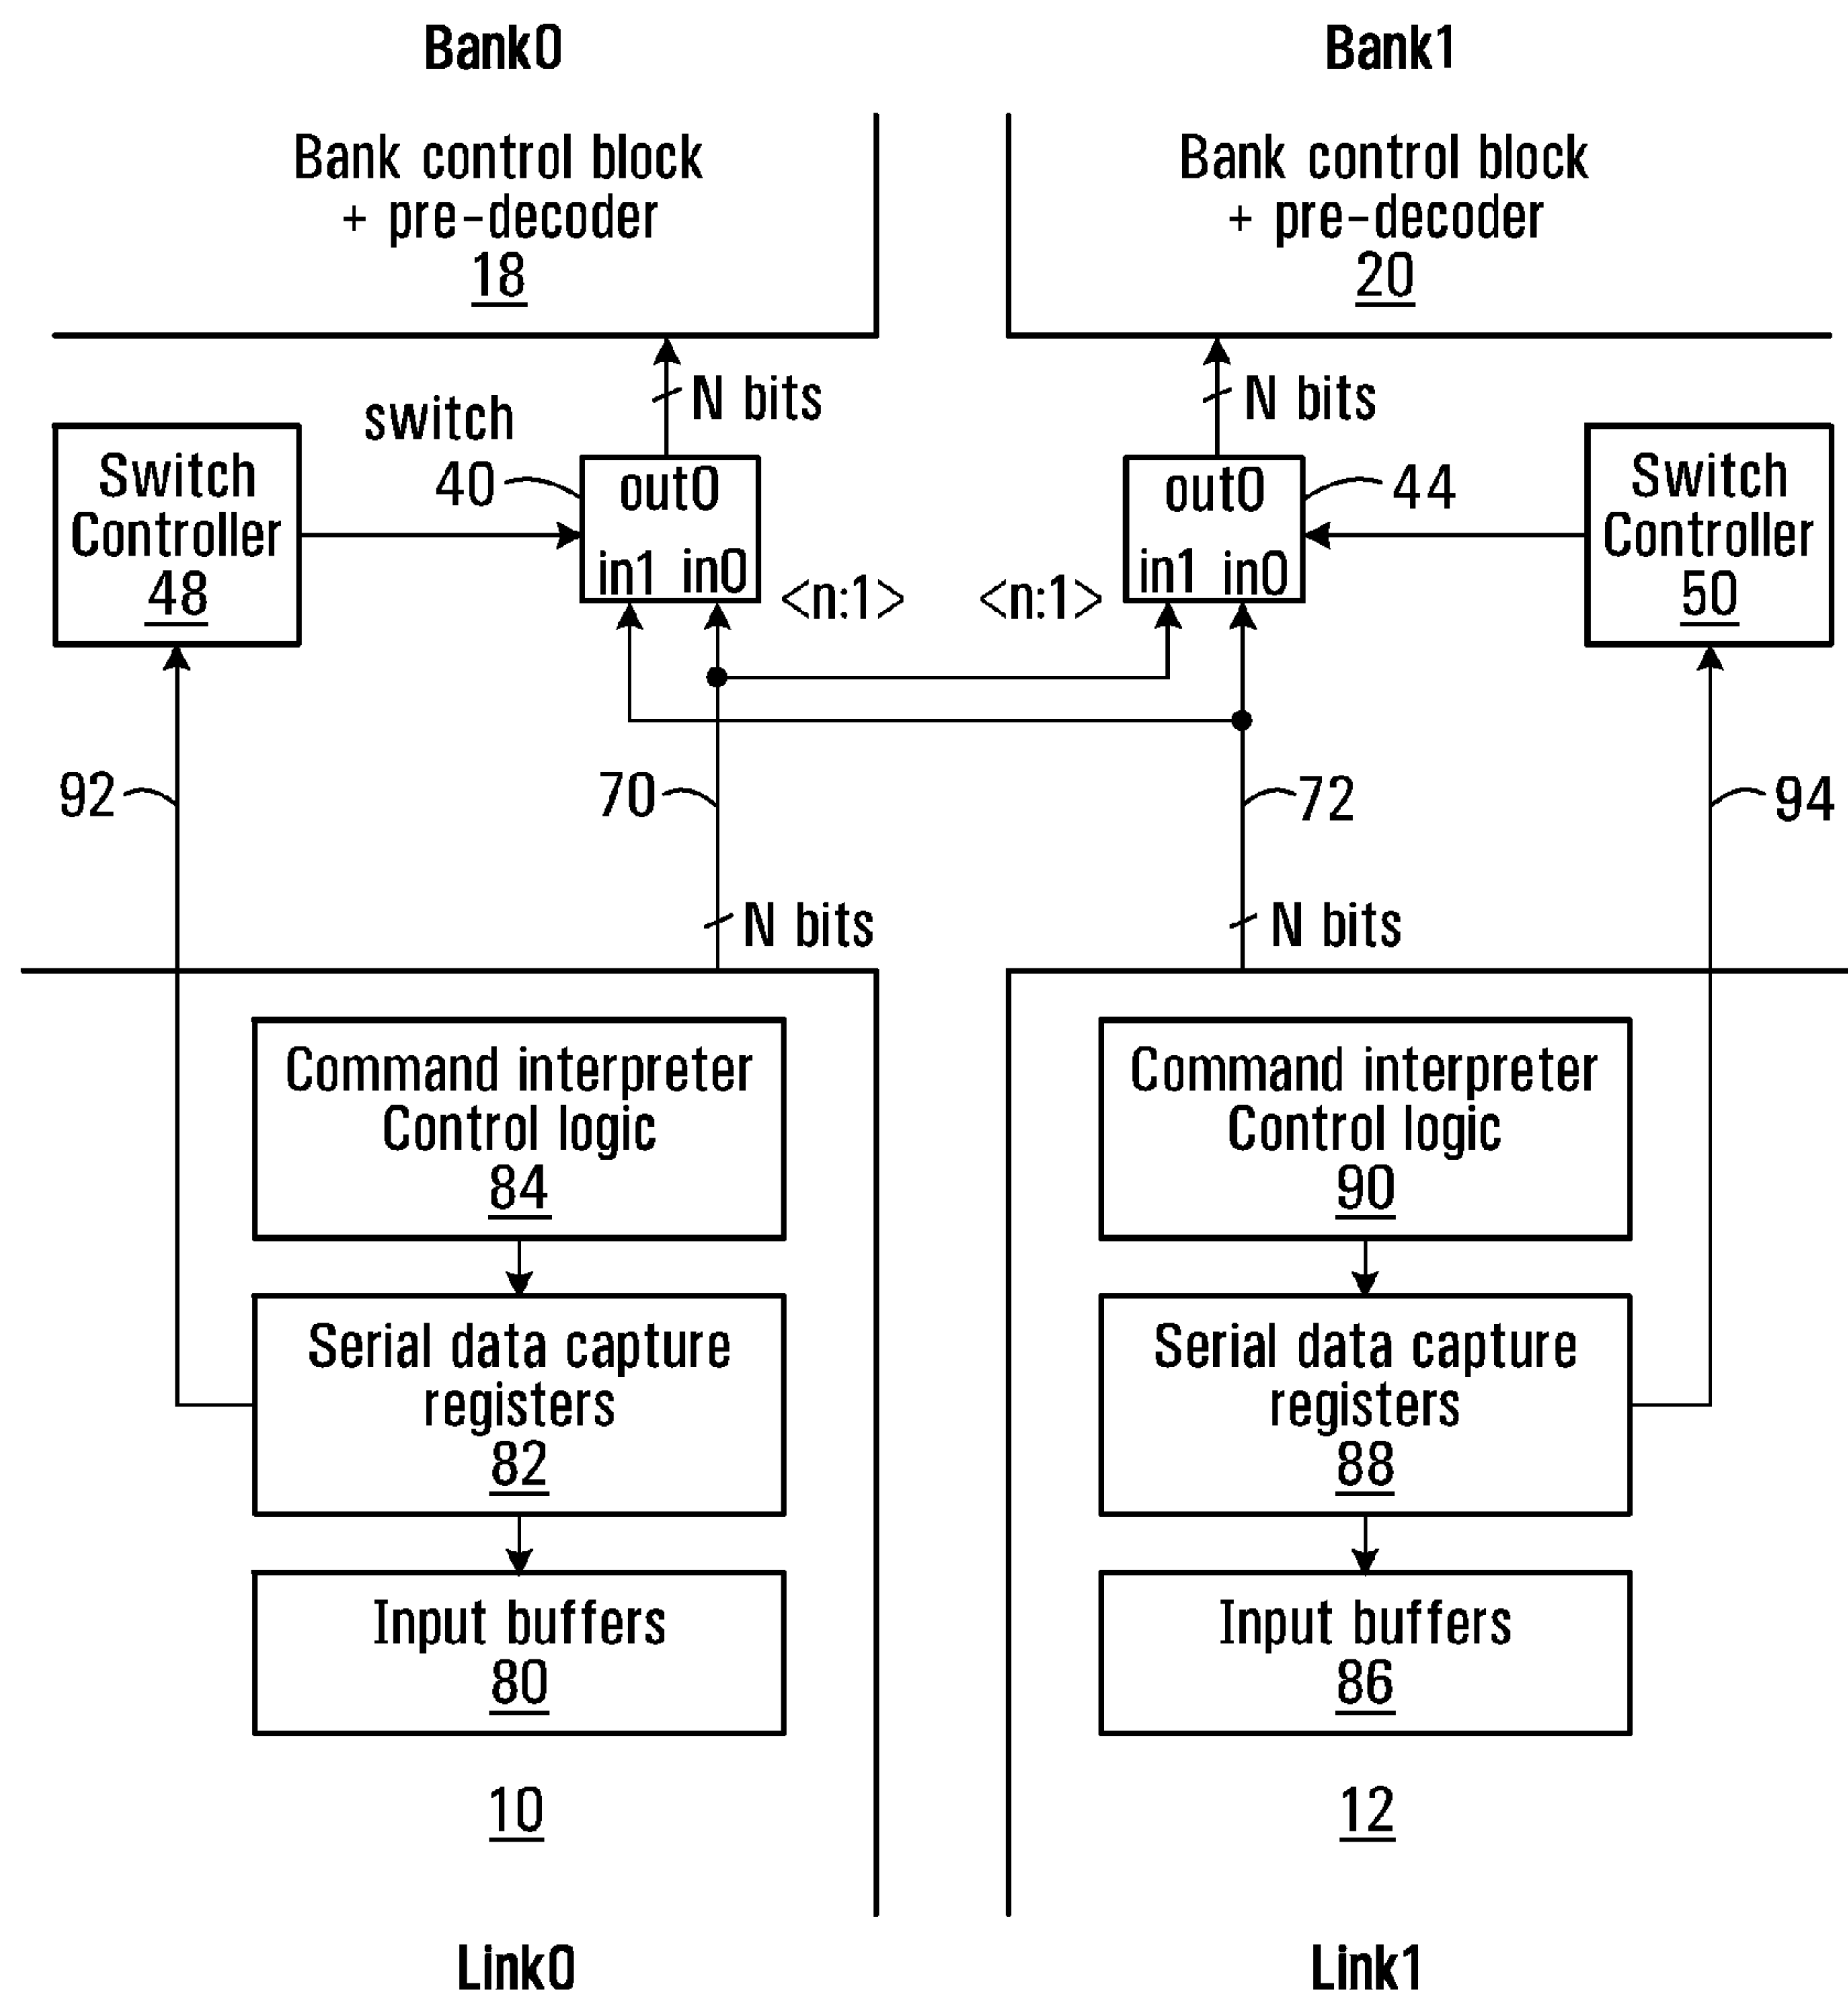 Bank0
Bank1
Bank control block
+ pre-decoder
18
Bank control block
+ pre-decoder
20
N bits
N bits
switch
40
Switch
Controller
48
out0
in1 in0
<n:1>
<n:1>
out0
in1 in0
44
Switch
Controller
50
92
70
72
94
N bits
N bits
Command interpreter
Control logic
84
Command interpreter
Control logic
90
Serial data capture
registers
82
Serial data capture
registers
88
Input buffers
80
Input buffers
86
10
12
Link0
Link1